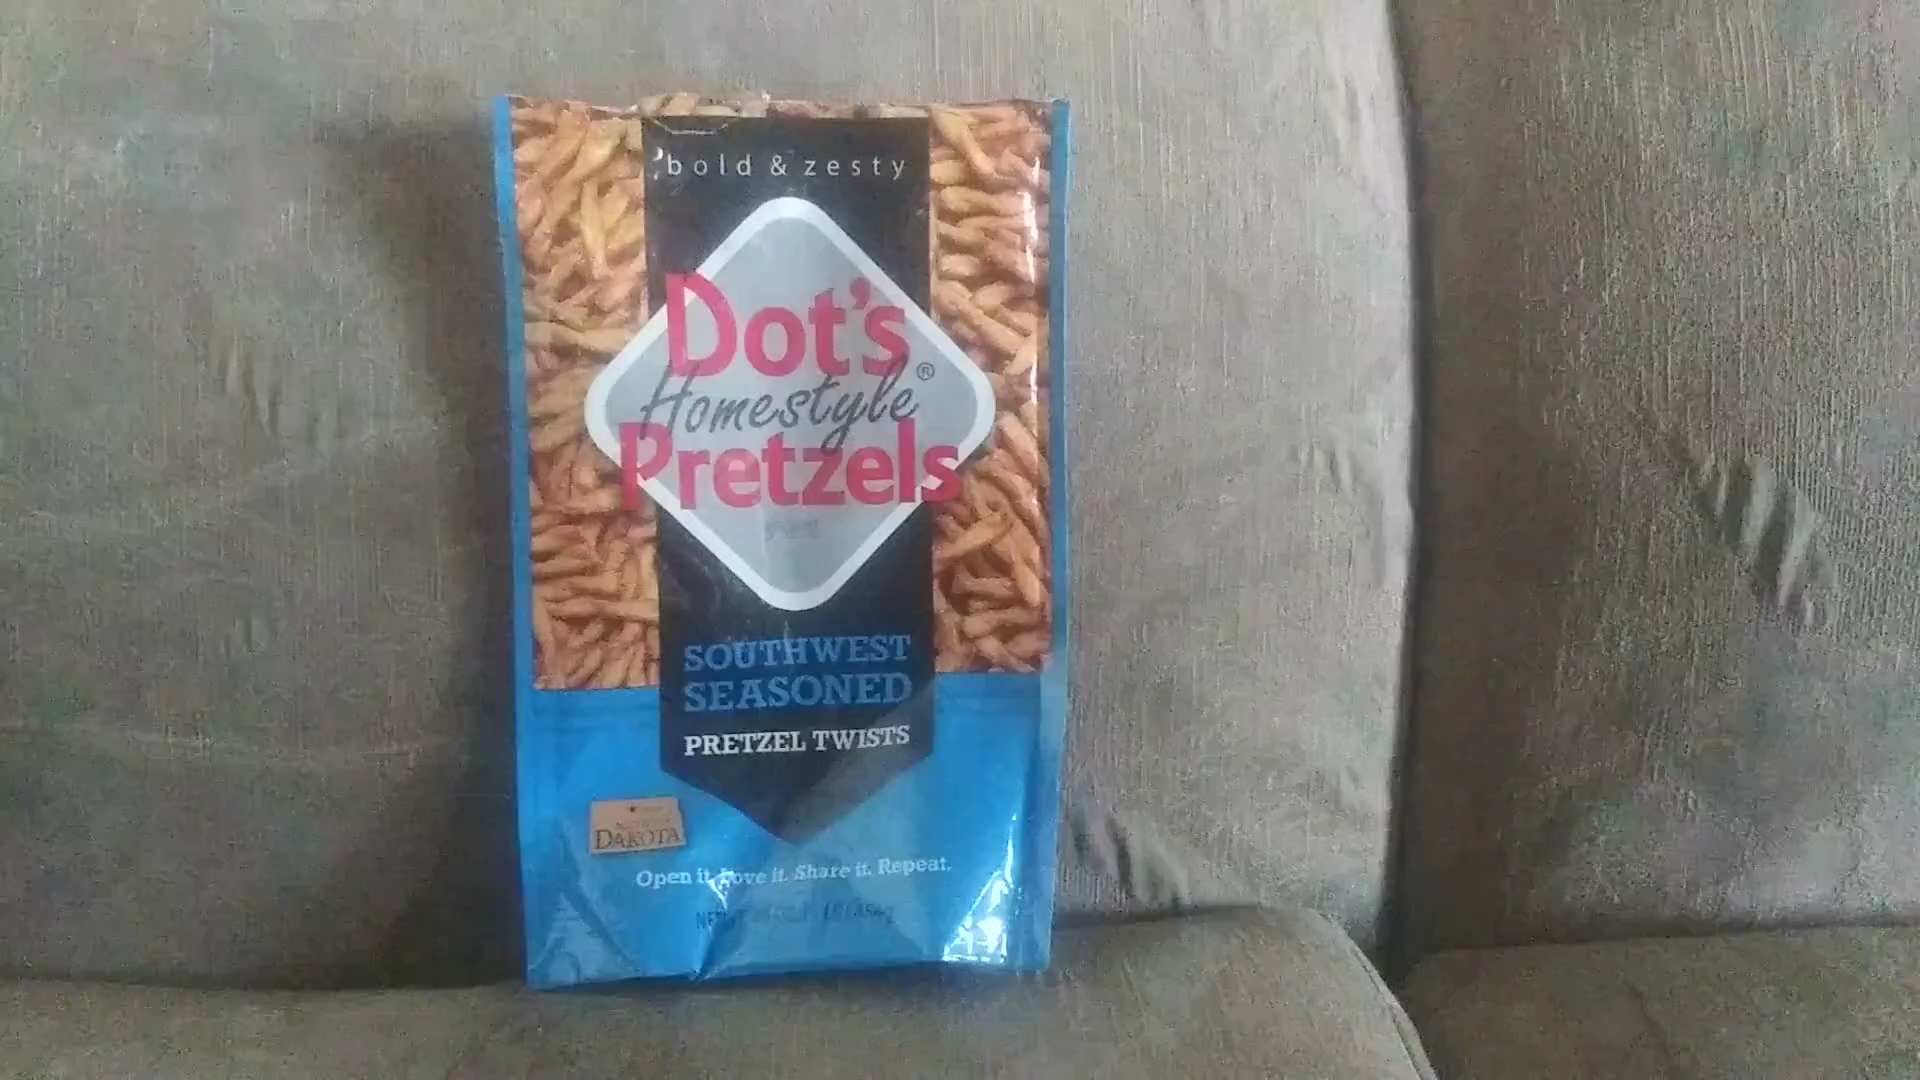 bold & zesty
Dot's
Homestyle®
Pretzels
SOUTHWEST
SEASONED
PRETZEL TWISTS
DAKOTA
Open it. Love it. Share it. Repeat.